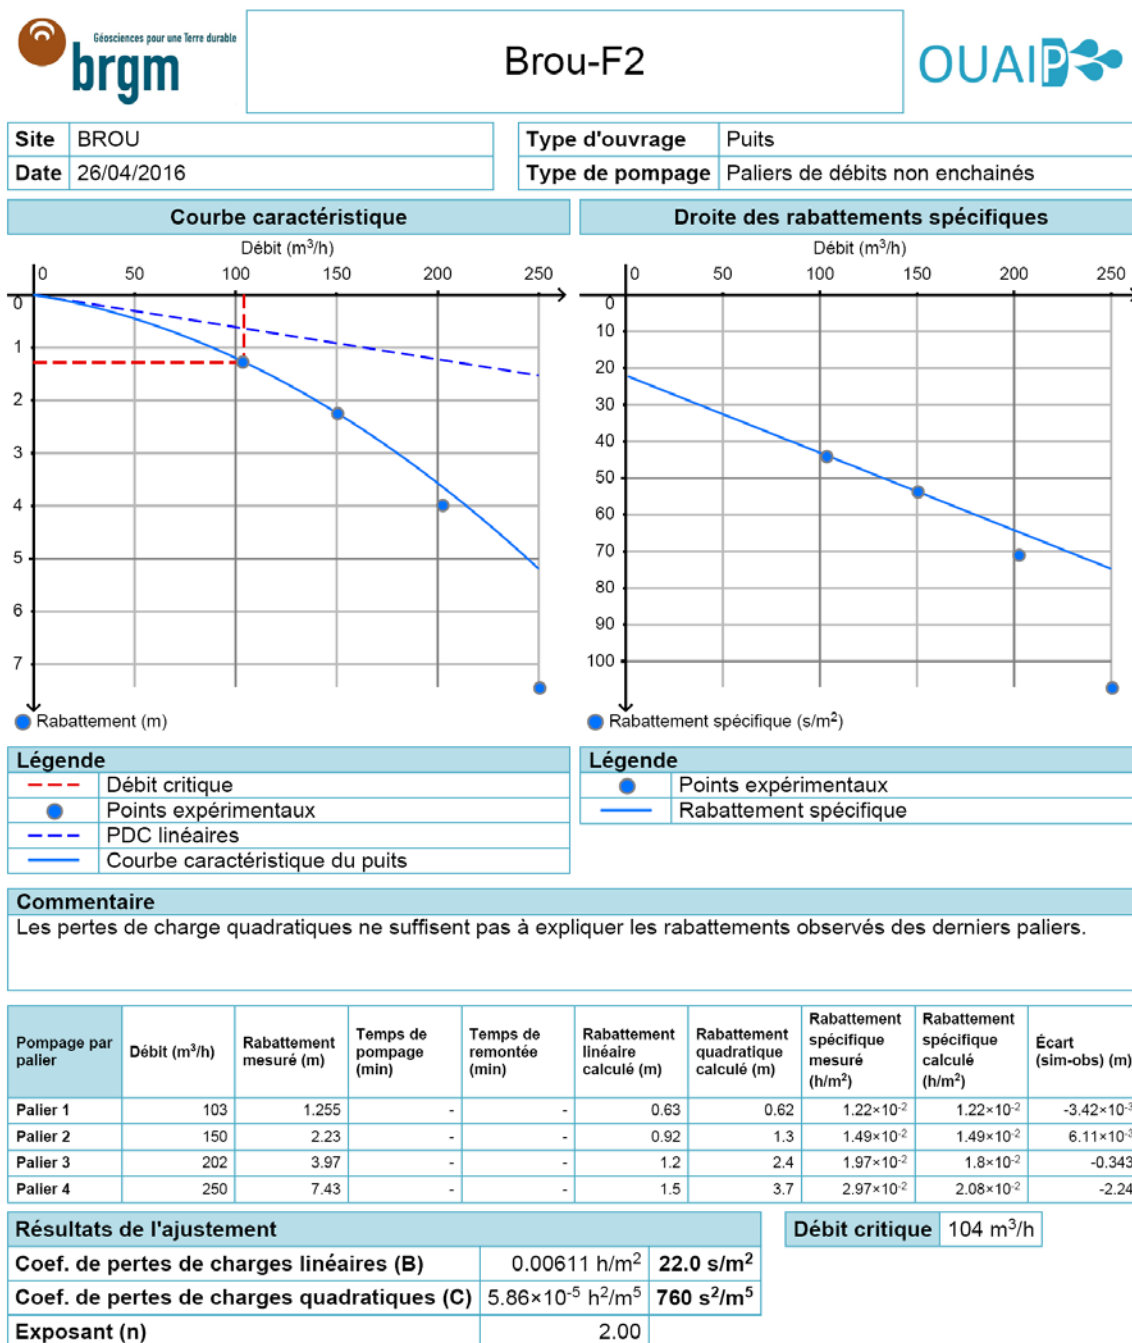 Géosciences pour une Terre durable
brgm
Brou-F2
OUAIP
Site BROU
Date 26/04/2016
Type d'ouvrage Puits
Type de pompage Paliers de débits non enchainés
Courbe caractéristique
Débit (m³/h)
0 50 100 150 200 250
0
1
2
3
4
5
6
7
Rabattement (m)
Droite des rabattements spécifiques
Débit (m³/h)
0 50 100 150 200 250
0
10
20
30
40
50
60
70
80
90
100
Rabattement spécifique (s/m²)
Légende
Débit critique
Points expérimentaux
PDC linéaires
Courbe caractéristique du puits
Légende
Points expérimentaux
Rabattement spécifique
Commentaire
Les pertes de charge quadratiques ne suffisent pas à expliquer les rabattements observés des derniers paliers.
Pompage par palier Débit (m³/h) Rabattement mesuré (m) Temps de pompage (min) Temps de remontée (min) Rabattement linéaire calculé (m) Rabattement quadratique calculé (m) Rabattement spécifique mesuré (h/m²) Rabattement spécifique calculé (h/m²) Écart (sim-obs) (m)
Palier 1 103 1.255 - - 0.63 0.62 1.22×10⁻² 1.22×10⁻² -3.42×10⁻³
Palier 2 150 2.23 - - 0.92 1.3 1.49×10⁻² 1.49×10⁻² 6.11×10⁻³
Palier 3 202 3.97 - - 1.2 2.4 1.97×10⁻² 1.8×10⁻² -0.343
Palier 4 250 7.43 - - 1.5 3.7 2.97×10⁻² 2.08×10⁻² -2.24
Résultats de l'ajustement
Coef. de pertes de charges linéaires (B) 0.00611 h/m² 22.0 s/m²
Coef. de pertes de charges quadratiques (C) 5.86×10⁻⁵ h²/m⁵ 760 s²/m⁵
Exposant (n) 2.00
Débit critique 104 m³/h